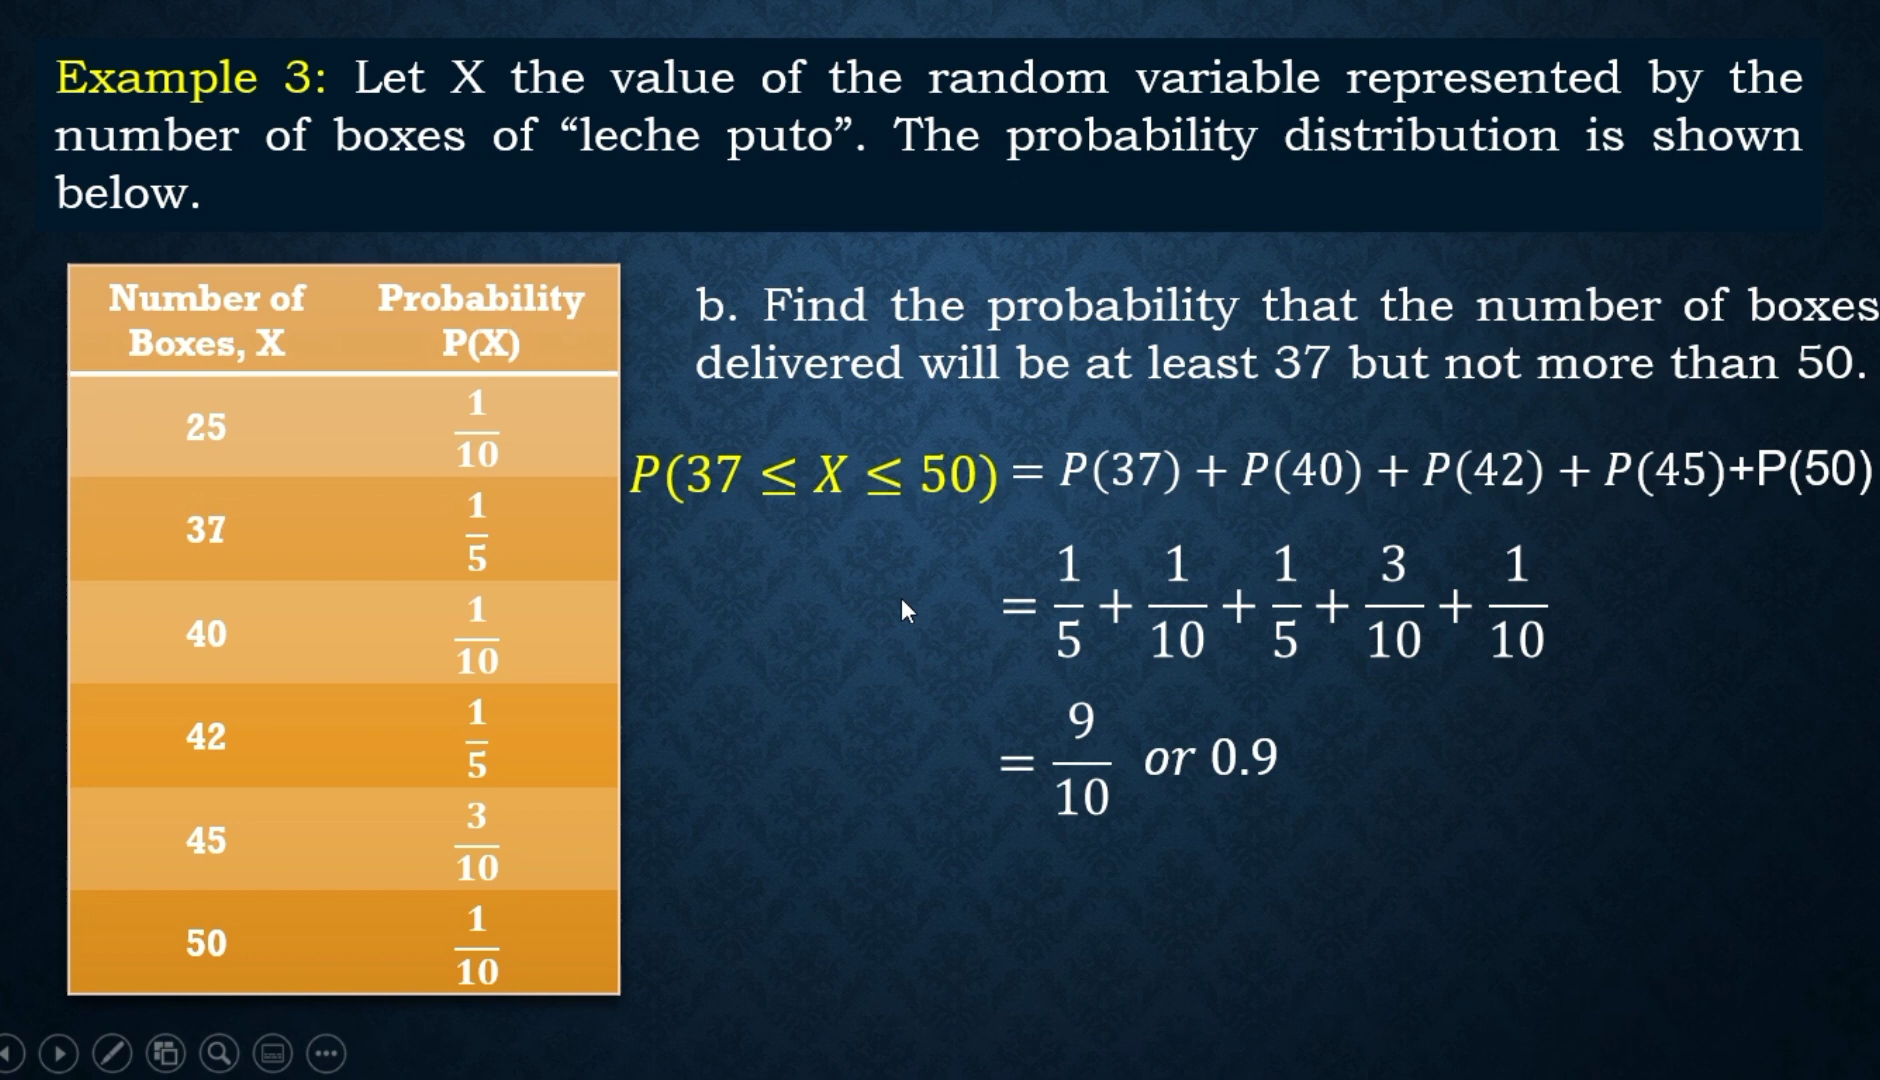 Example 3: Let X the value of the random variable represented by the
number of boxes of “leche puto”. The probability distribution is shown
below.
Number of Boxes, X | Probability P(X)
25 | 1/10
37 | 1/5
40 | 1/10
42 | 1/5
45 | 3/10
50 | 1/10
b. Find the probability that the number of boxes
delivered will be at least 37 but not more than 50.
P(37 ≤ X ≤ 50) = P(37) + P(40) + P(42) + P(45)+P(50)
= 1/5 + 1/10 + 1/5 + 3/10 + 1/10
= 9/10 or 0.9